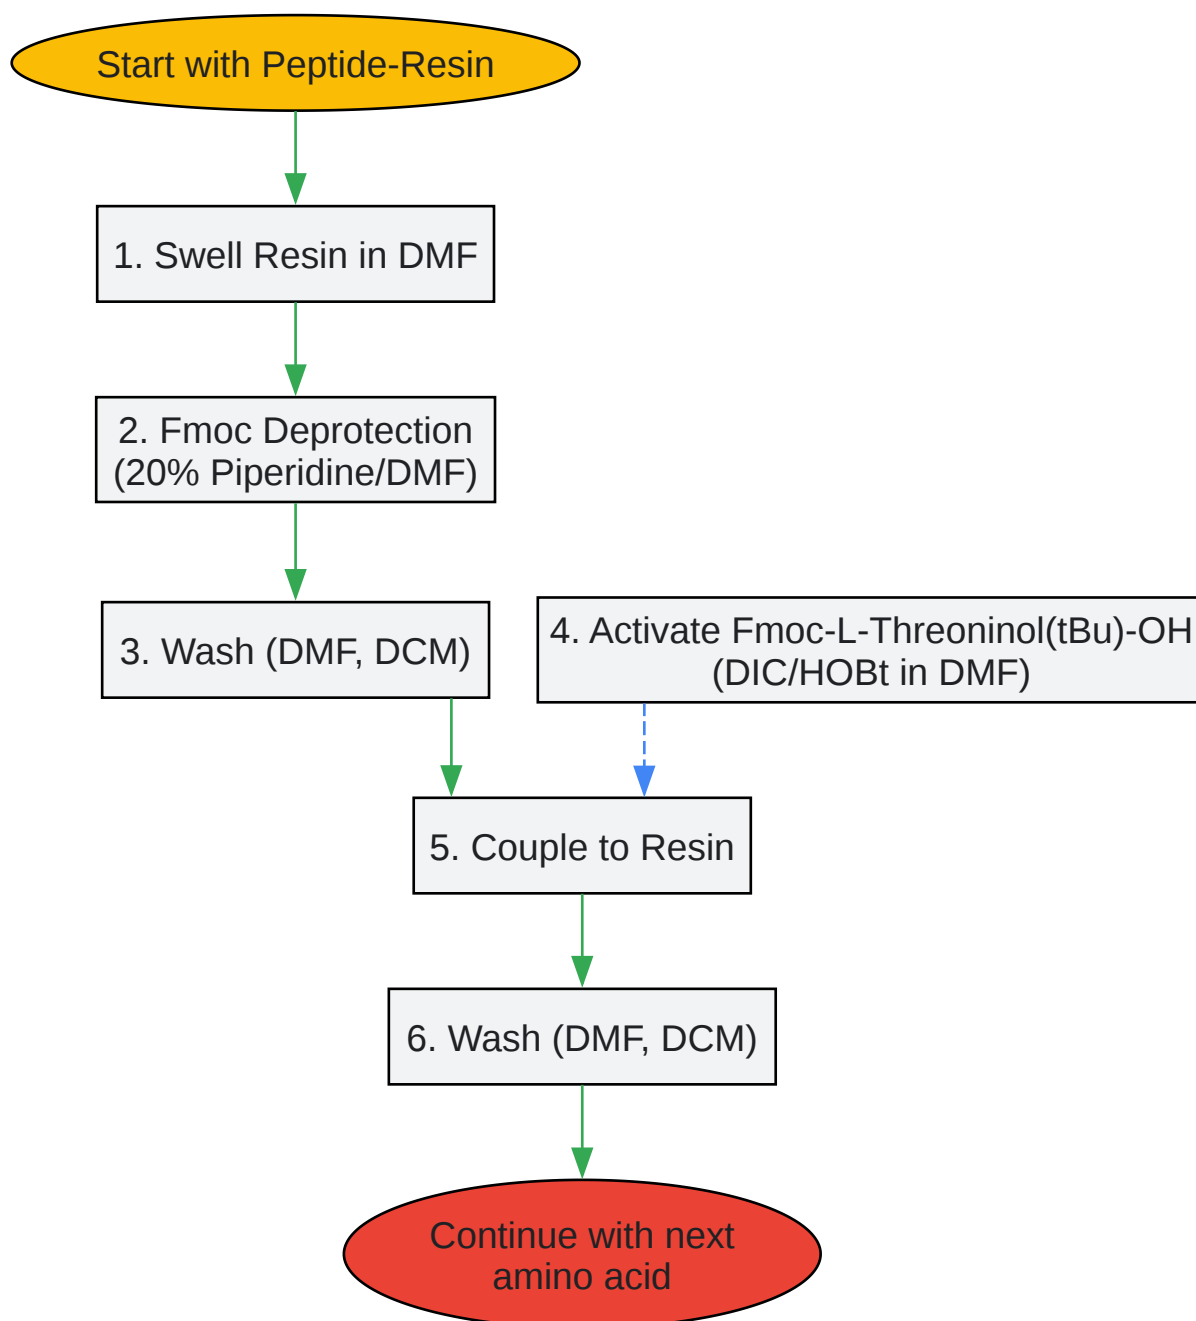 Start with Peptide-Resin
1. Swell Resin in DMF
2. Fmoc Deprotection
(20% Piperidine/DMF)
3. Wash (DMF, DCM)
4. Activate Fmoc-L-Threoninol(tBu)-OH
(DIC/HOBt in DMF)
5. Couple to Resin
6. Wash (DMF, DCM)
Continue with next
amino acid